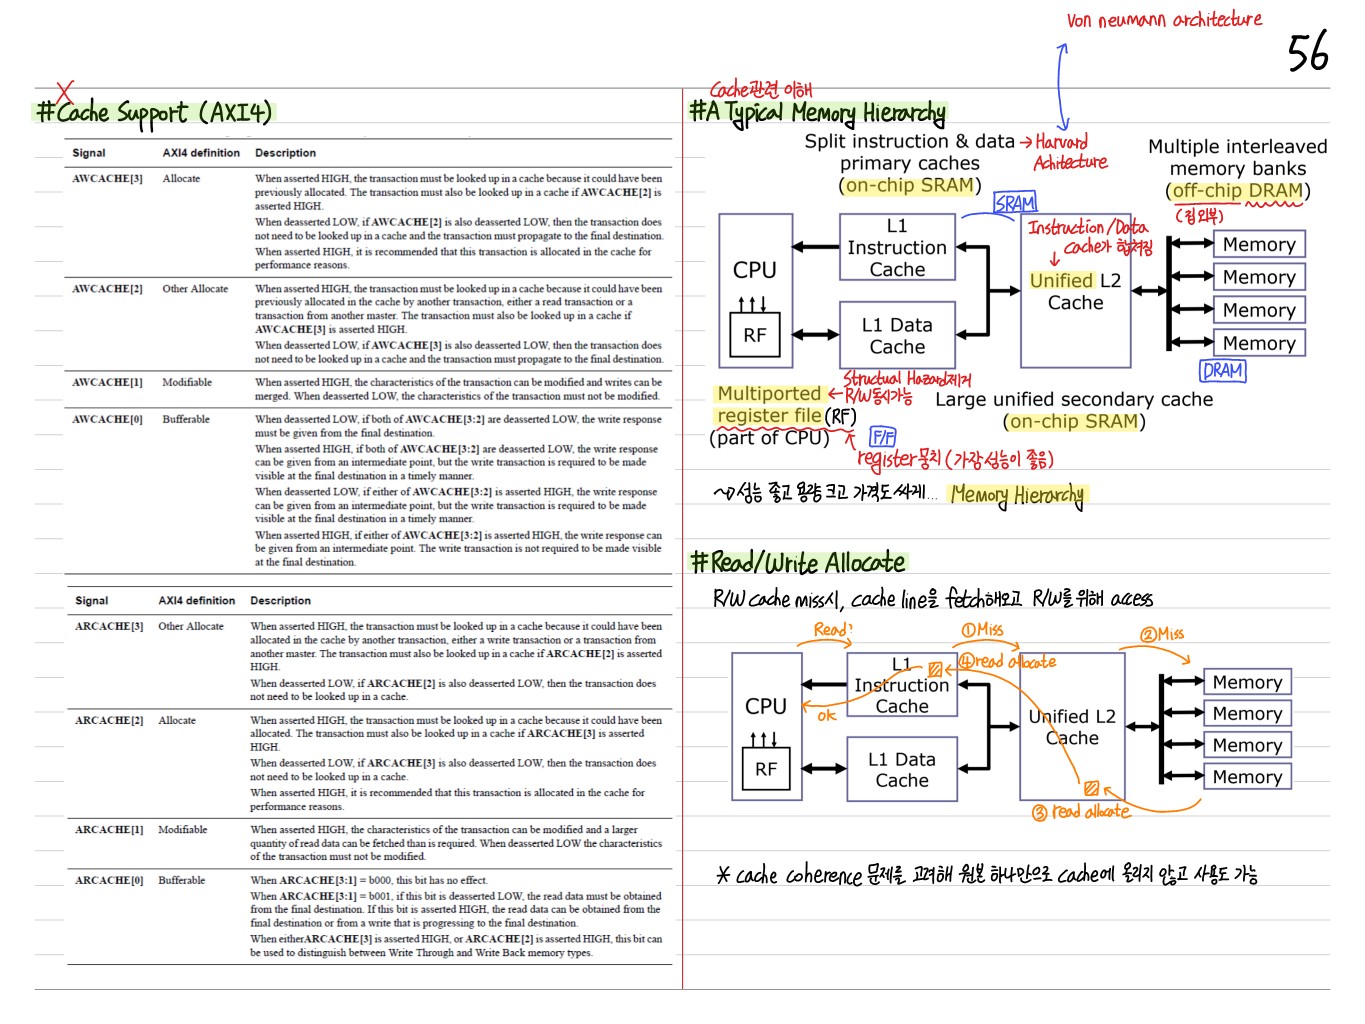 56
X
#Cache Support (AXI4)
Signal AXI4 definition Description
AWCACHE[3] Allocate When asserted HIGH, the transaction must be looked up in a cache because it could have been
previously allocated. The transaction must also be looked up in a cache if AWCACHE[2] is
asserted HIGH.
When deasserted LOW, if AWCACHE[2] is also deasserted LOW, then the transaction does
not need to be looked up in a cache and the transaction must propagate to the final destination.
When asserted HIGH, it is recommended that this transaction is allocated in the cache for
performance reasons.
AWCACHE[2] Other Allocate When asserted HIGH, the transaction must be looked up in a cache because it could have been
previously allocated in the cache by another transaction, either a read transaction or a
transaction from another master. The transaction must also be looked up in a cache if
AWCACHE[3] is asserted HIGH.
When deasserted LOW, if AWCACHE[3] is also deasserted LOW, then the transaction does
not need to be looked up in a cache and the transaction must propagate to the final destination.
AWCACHE[1] Modifiable When asserted HIGH, the characteristics of the transaction can be modified and writes can be
merged. When deasserted LOW, the characteristics of the transaction must not be modified.
AWCACHE[0] Bufferable When deasserted LOW, if both of AWCACHE[3:2] are deasserted LOW, the write response
must be given from the final destination.
When asserted HIGH, if both of AWCACHE[3:2] are deasserted LOW, the write response
can be given from an intermediate point, but the write transaction is required to be made
visible at the final destination in a timely manner.
When deasserted LOW, if either of AWCACHE[3:2] is asserted HIGH, the write response
can be given from an intermediate point, but the write transaction is required to be made
visible at the final destination in a timely manner.
When asserted HIGH, if either of AWCACHE[3:2] is asserted HIGH, the write response can
be given from an intermediate point. The write transaction is not required to be made visible
at the final destination.
Signal AXI4 definition Description
ARCACHE[3] Other Allocate When asserted HIGH, the transaction must be looked up in a cache because it could have been
allocated in the cache by another transaction, either a write transaction or a transaction from
another master. The transaction must also be looked up in a cache if ARCACHE[2] is asserted
HIGH.
When deasserted LOW, if ARCACHE[2] is also deasserted LOW, then the transaction does
not need to be looked up in a cache.
ARCACHE[2] Allocate When asserted HIGH, the transaction must be looked up in a cache because it could have been
allocated. The transaction must also be looked up in a cache if ARCACHE[3] is asserted
HIGH.
When deasserted LOW, if ARCACHE[3] is also deasserted LOW, then the transaction does
not need to be looked up in a cache.
When asserted HIGH, it is recommended that this transaction is allocated in the cache for
performance reasons.
ARCACHE[1] Modifiable When asserted HIGH, the characteristics of the transaction can be modified and a larger
quantity of read data can be fetched than is required. When deasserted LOW the characteristics
of the transaction must not be modified.
ARCACHE[0] Bufferable When ARCACHE[3:1] = b000, this bit has no effect.
When ARCACHE[3:1] = b001, if this bit is deasserted LOW, the read data must be obtained
from the final destination. If this bit is asserted HIGH, the read data can be obtained from the
final destination or from a write that is progressing to the final destination.
When eitherARCACHE[3] is asserted HIGH, or ARCACHE[2] is asserted HIGH, this bit can
be used to distinguish between Write Through and Write Back memory types.
Von neumann architecture
Cache관련 이해
#A Typical Memory Hierarchy
Split instruction & data
primary caches
(on-chip SRAM)
→ Harvard
Achitecture
Multiple interleaved
memory banks
(off-chip DRAM)
(칩 외부)
SRAM
Instruction/Data
cache가 합쳐짐
CPU
RF
L1
Instruction
Cache
L1 Data
Cache
Unified L2
Cache
Memory
Memory
Memory
Memory
DRAM
Structual Hazard제거
Multiported ← R/W동시가능
register file(RF)
(part of CPU)
F/F
register뭉치 (가장 성능이 좋음)
Large unified secondary cache
(on-chip SRAM)
~> 성능 좋고 용량 크고 가격도 싸게... Memory Hierarchy
#Read/Write Allocate
R/W cache miss시, cache line을 fetch해오고 R/W를 위해 access
Read?
①Miss
②Miss
④read allocate
CPU
RF
L1
Instruction
Cache
ok
L1 Data
Cache
Unified L2
Cache
Memory
Memory
Memory
Memory
③ read allocate
* cache coherence 문제를 고려해 원본 하나만으로 cache에 올리지 않고 사용도 가능